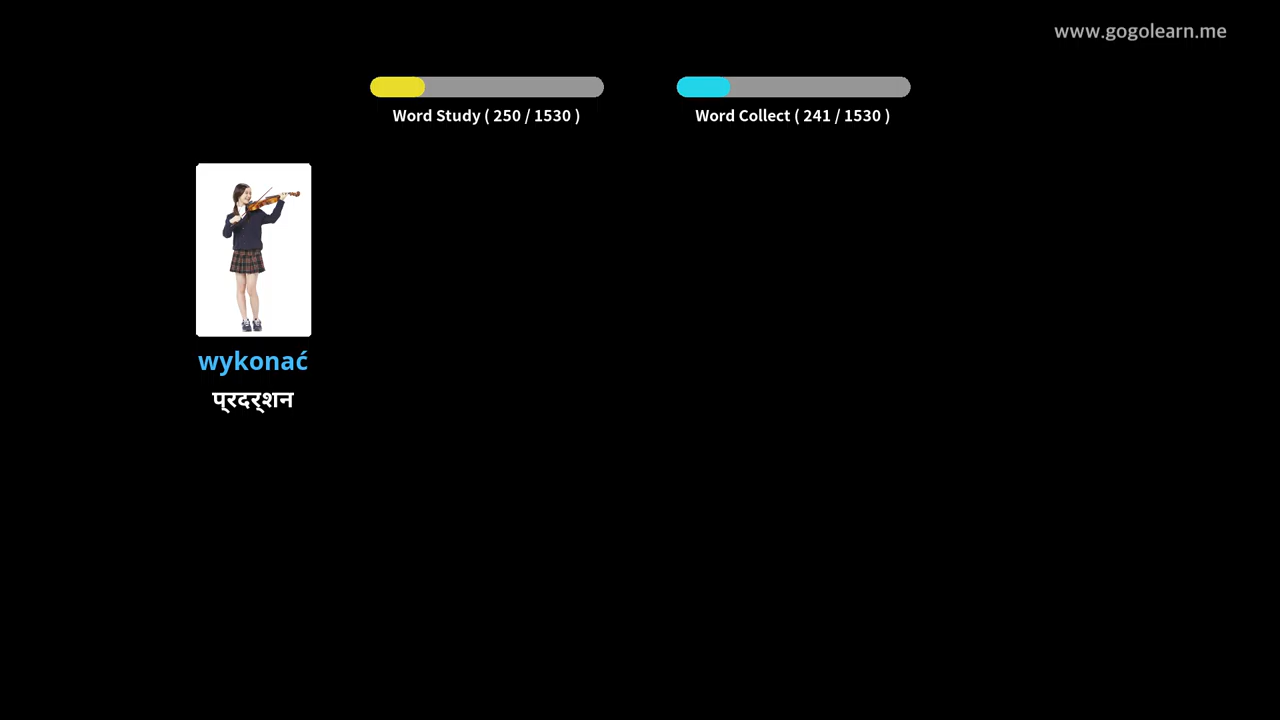 www.gogolearn.me
Word Study ( 250 / 1530 )
Word Collect ( 241 / 1530 )
wykonać
प्रदर्शन